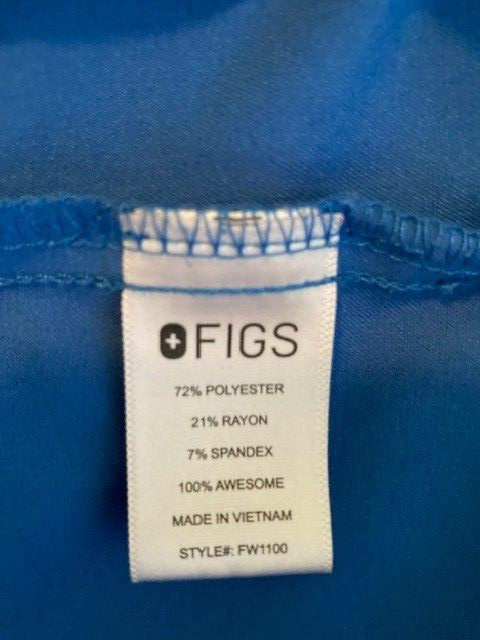 FIGS
72% POLYESTER
21% RAYON
7% SPANDEX
100% AWESOME
MADE IN VIETNAM
STYLE#: FW1100